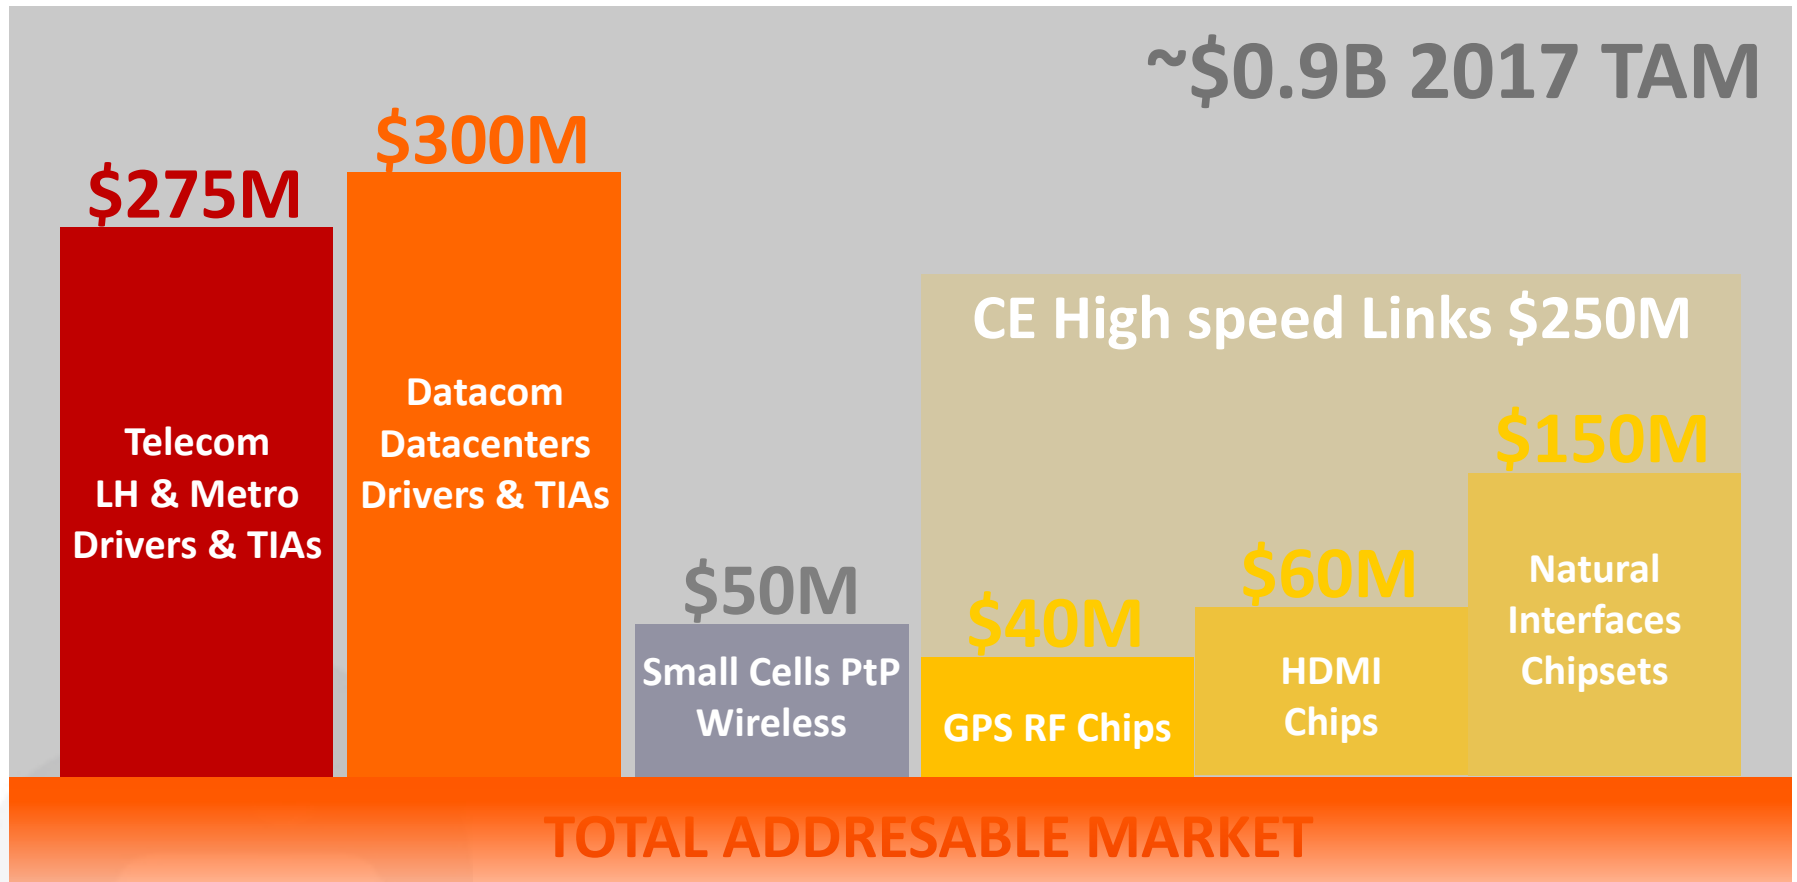 ~$0.9B 2017 TAM
$275M
Telecom
LH & Metro
Drivers & TIAs
$300M
Datacom
Datacenters
Drivers & TIAs
$50M
Small Cells PtP
Wireless
CE High speed Links $250M
$40M
GPS RF Chips
$60M
HDMI
Chips
$150M
Natural
Interfaces
Chipsets
TOTAL ADDRESABLE MARKET